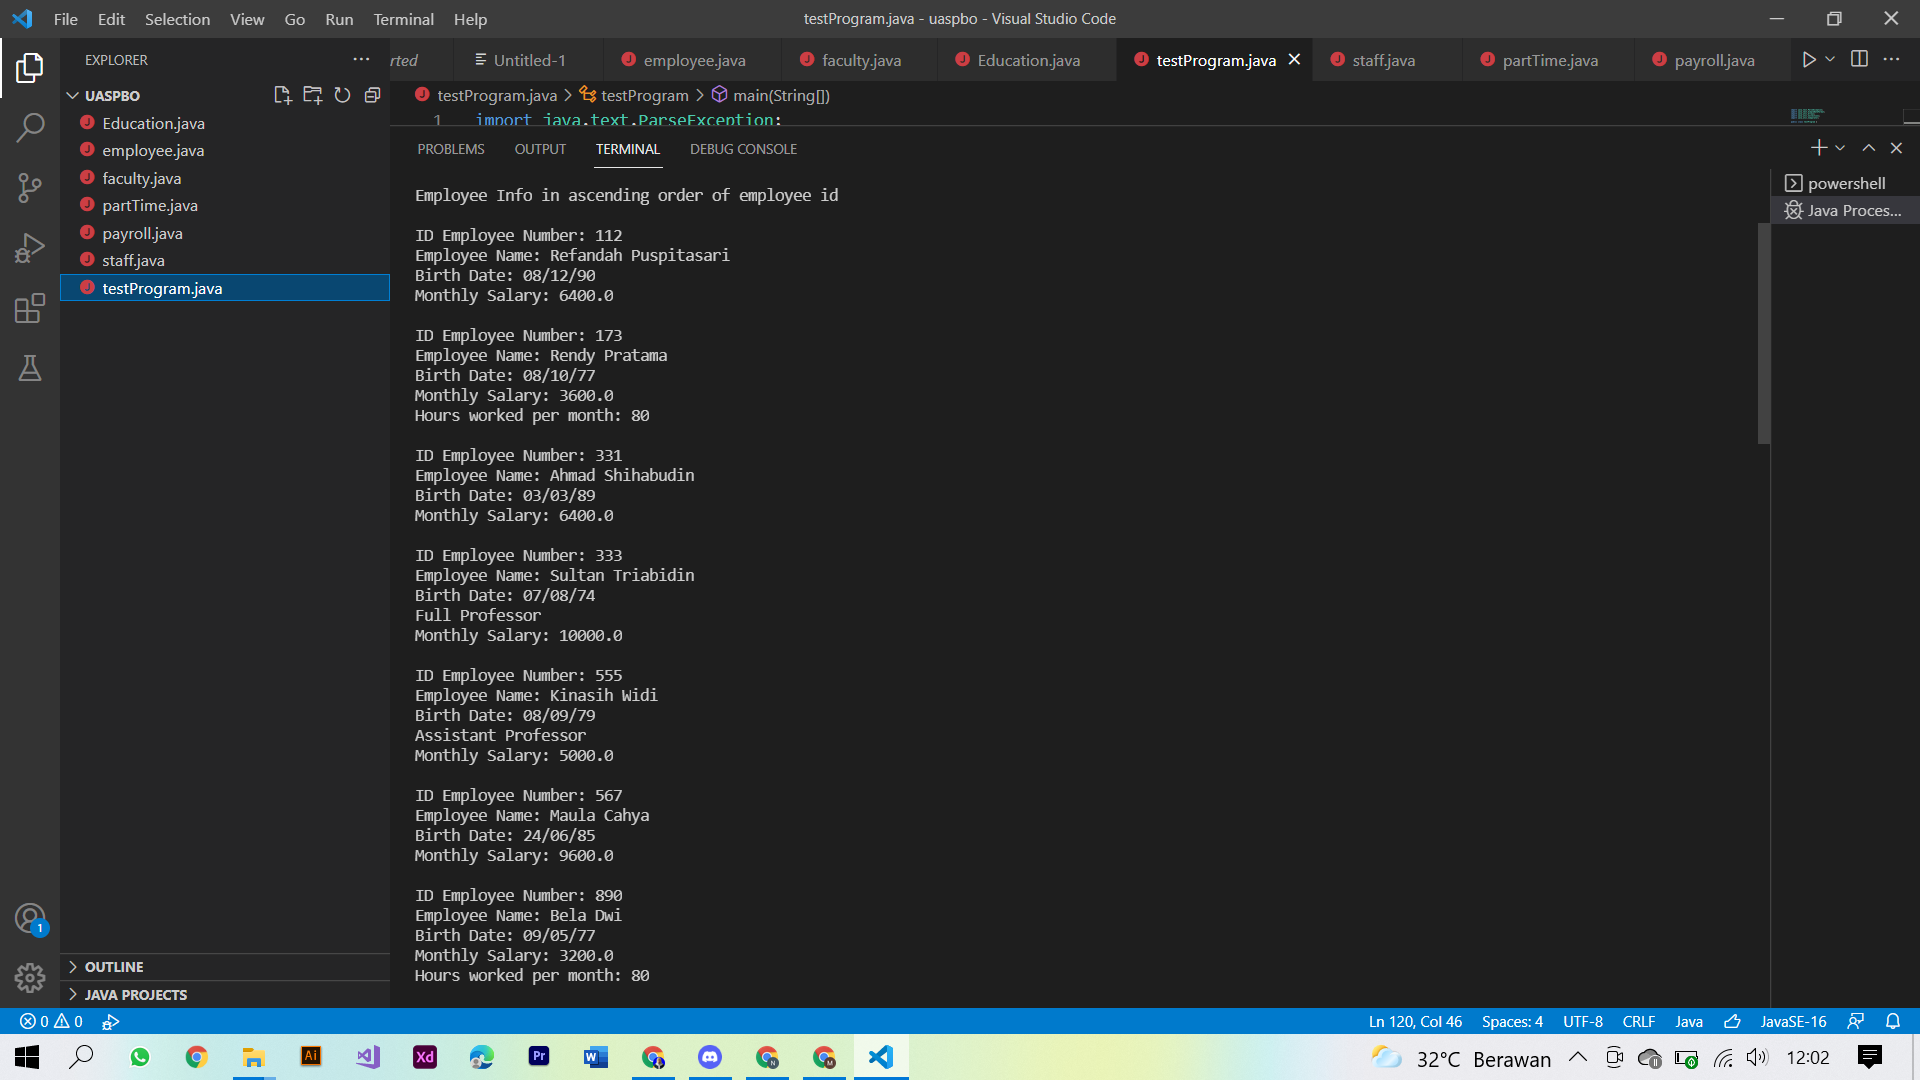 File Edit Selection View Go Run Terminal Help
testProgram.java - uaspbo - Visual Studio Code
EXPLORER
rted
Untitled-1
employee.java
faculty.java
Education.java
testProgram.java
staff.java
partTime.java
payroll.java
UASPBO
Education.java
employee.java
faculty.java
partTime.java
payroll.java
staff.java
testProgram.java
testProgram.java > testProgram > main(String[])
1 import java.text.ParseException;
PROBLEMS OUTPUT TERMINAL DEBUG CONSOLE
powershell
Java Proces...
Employee Info in ascending order of employee id
ID Employee Number: 112
Employee Name: Refandah Puspitasari
Birth Date: 08/12/90
Monthly Salary: 6400.0
ID Employee Number: 173
Employee Name: Rendy Pratama
Birth Date: 08/10/77
Monthly Salary: 3600.0
Hours worked per month: 80
ID Employee Number: 331
Employee Name: Ahmad Shihabudin
Birth Date: 03/03/89
Monthly Salary: 6400.0
ID Employee Number: 333
Employee Name: Sultan Triabidin
Birth Date: 07/08/74
Full Professor
Monthly Salary: 10000.0
ID Employee Number: 555
Employee Name: Kinasih Widi
Birth Date: 08/09/79
Assistant Professor
Monthly Salary: 5000.0
ID Employee Number: 567
Employee Name: Maula Cahya
Birth Date: 24/06/85
Monthly Salary: 9600.0
ID Employee Number: 890
Employee Name: Bela Dwi
Birth Date: 09/05/77
Monthly Salary: 3200.0
Hours worked per month: 80
1
OUTLINE
JAVA PROJECTS
0 0
Ln 120, Col 46 Spaces: 4 UTF-8 CRLF Java JavaSE-16
Ai
Xd
Pr
W
N
M
32°C Berawan
12:02